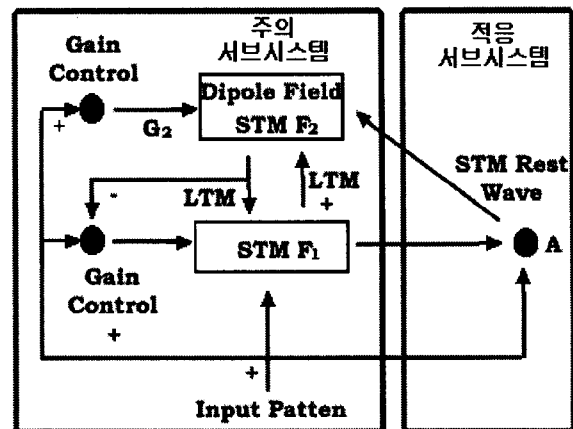 주의
서브시스템
적응
서브시스템
Gain
Control
+
G2
Dipole Field
STM F2
-
LTM
LTM
+
STM Rest
Wave
STM F1
A
Gain
Control
+
+
Input Patten